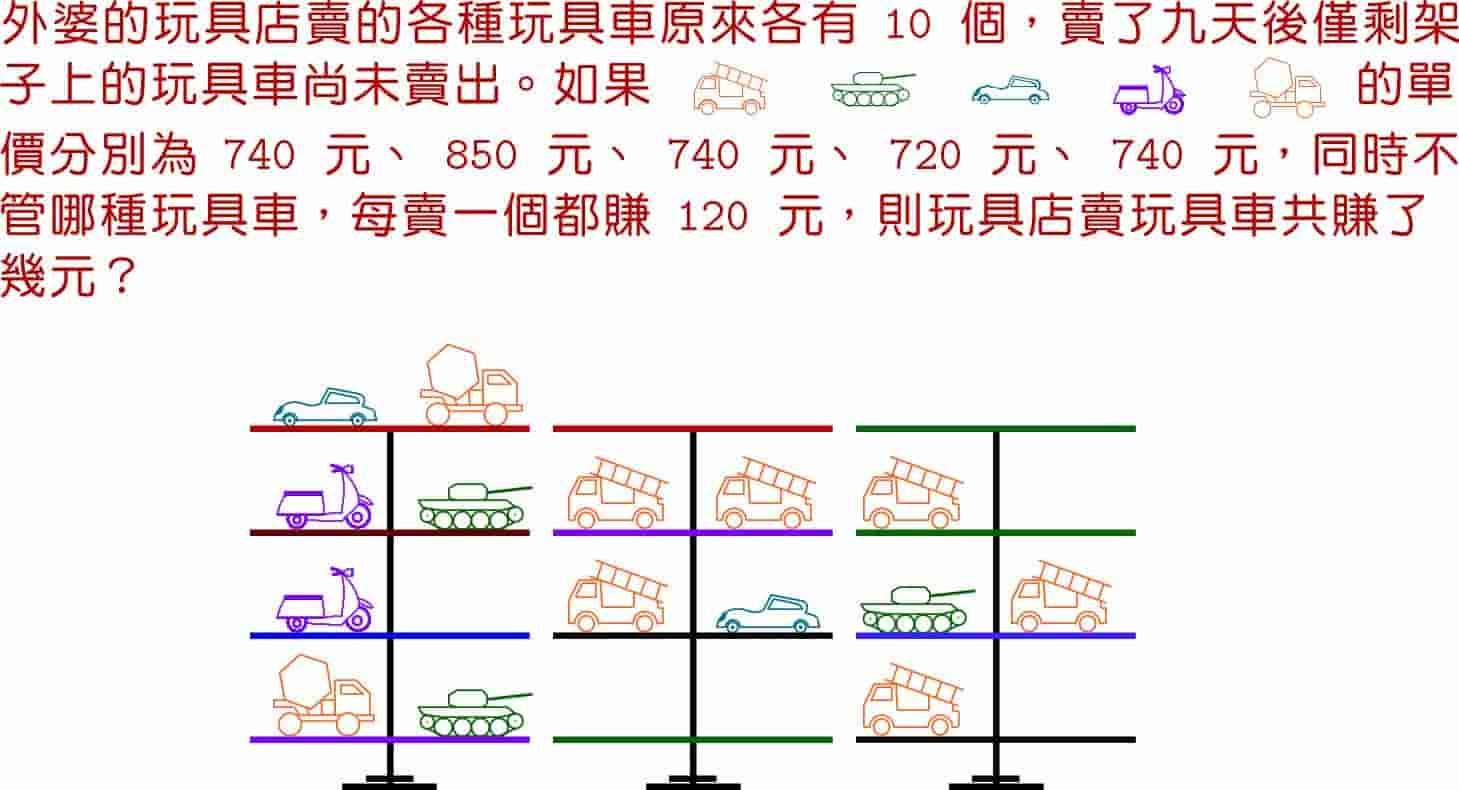 外婆的玩具店賣的各種玩具車原來各有 10 個，賣了九天後僅剩架
子上的玩具車尚未賣出。如果 的單
價分別為 740 元、 850 元、 740 元、 720 元、 740 元，同時不
管哪種玩具車，每賣一個都賺 120 元，則玩具店賣玩具車共賺了
幾元？